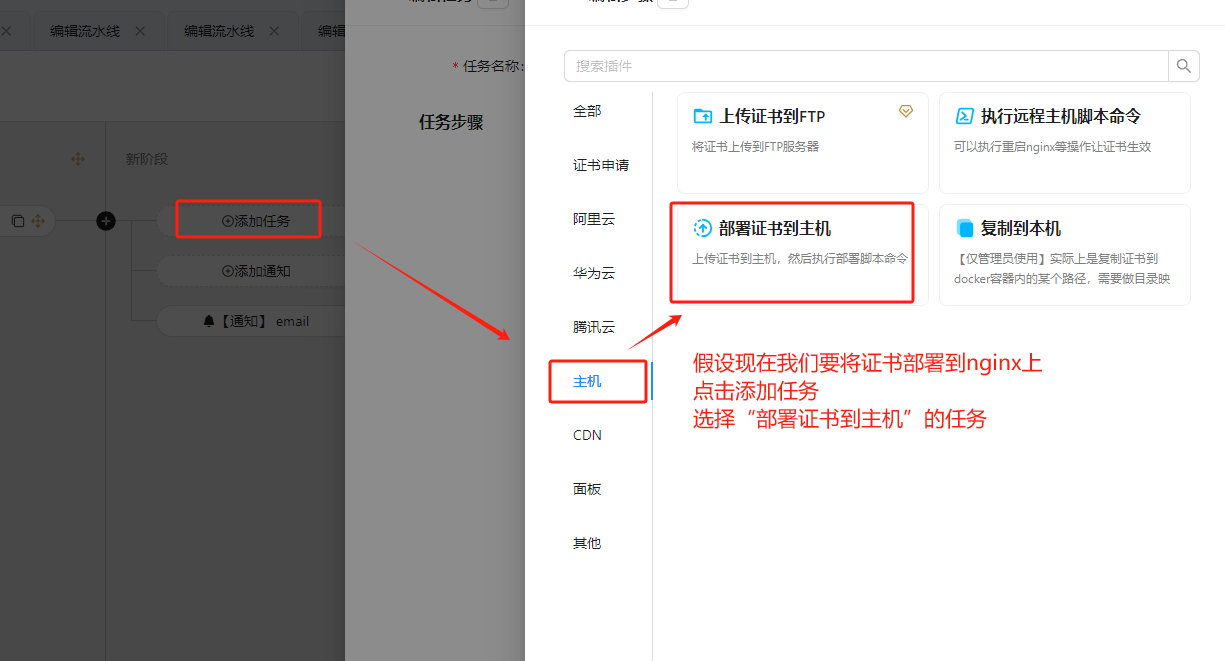 编辑流水线
编辑流水线
编辑
* 任务名称:
任务步骤
新阶段
添加任务
添加通知
【通知】 email
搜索插件
全部
证书申请
阿里云
华为云
腾讯云
主机
CDN
面板
其他
上传证书到FTP
将证书上传到FTP服务器
执行远程主机脚本命令
可以执行重启nginx等操作让证书生效
部署证书到主机
上传证书到主机，然后执行部署脚本命令
复制到本机
【仅管理员使用】实际上是复制证书到
docker容器内的某个路径，需要做目录映
假设现在我们要将证书部署到nginx上
点击添加任务
选择“部署证书到主机”的任务